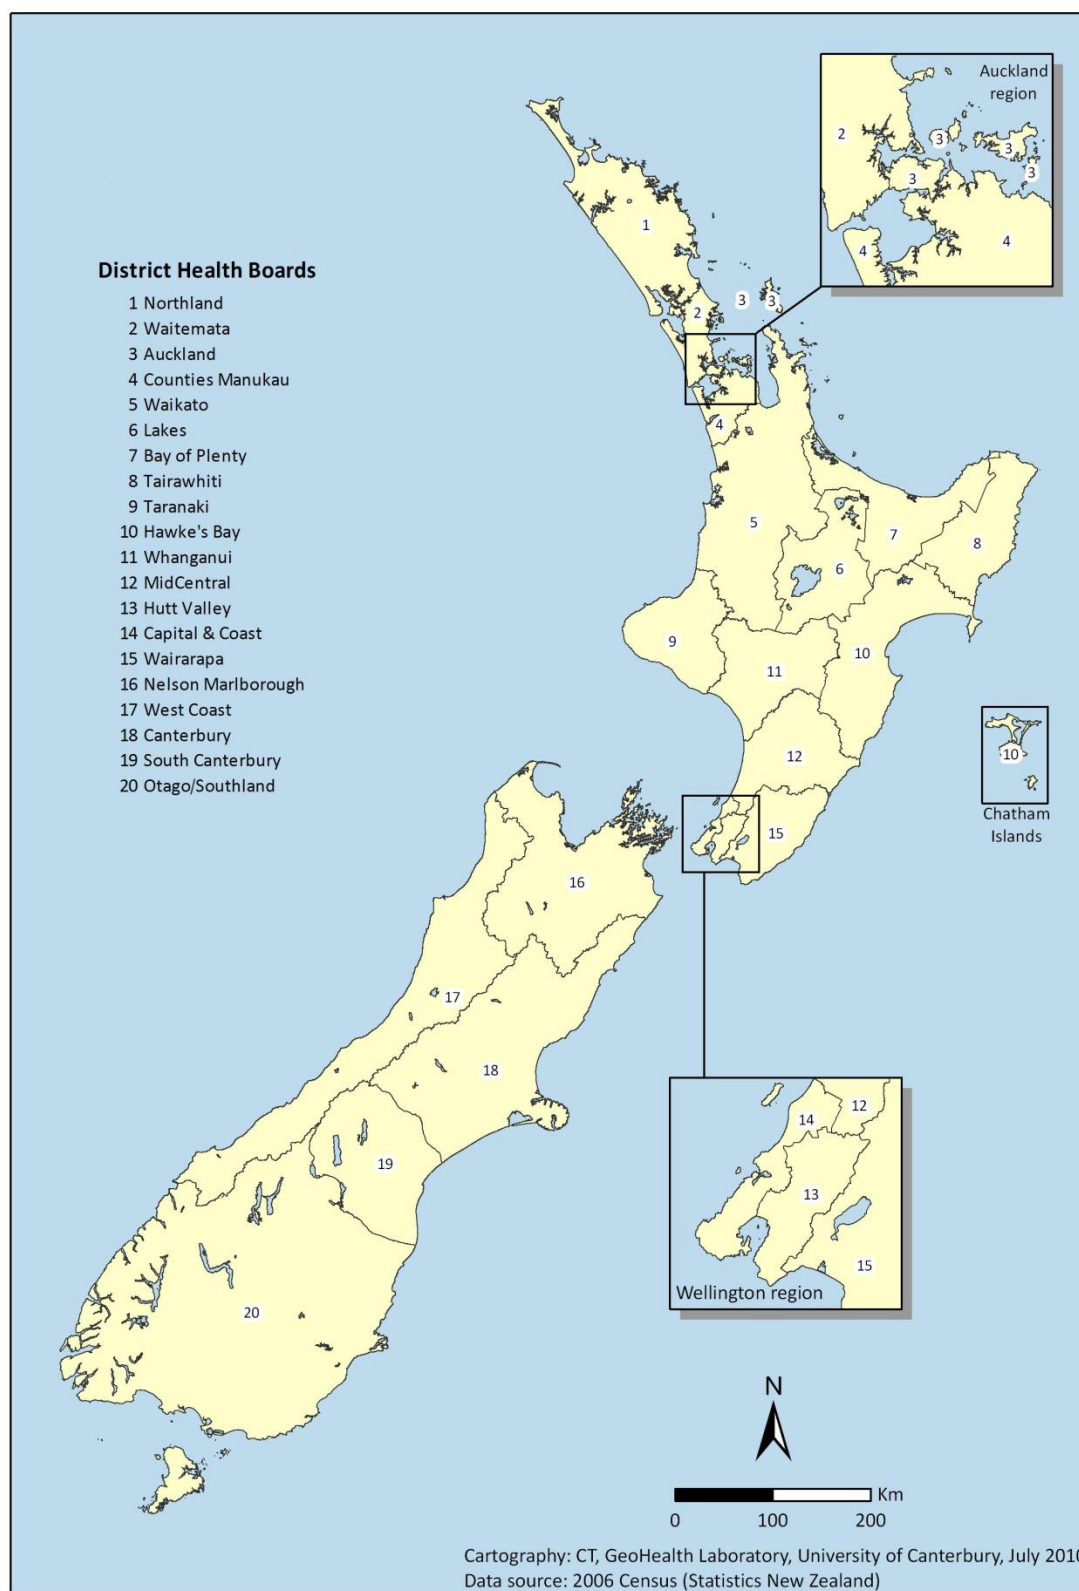 Auckland
region
2
3
3
3
3
4
4
1
2
3
3
4
5
6
7
8
9
10
11
12
15
16
17
18
19
20
District Health Boards
1 Northland
2 Waitemata
3 Auckland
4 Counties Manukau
5 Waikato
6 Lakes
7 Bay of Plenty
8 Tairawhiti
9 Taranaki
10 Hawke's Bay
11 Whanganui
12 MidCentral
13 Hutt Valley
14 Capital & Coast
15 Wairarapa
16 Nelson Marlborough
17 West Coast
18 Canterbury
19 South Canterbury
20 Otago/Southland
10
Chatham
Islands
12
14
13
15
Wellington region
N
Km
0 100 200
Cartography: CT, GeoHealth Laboratory, University of Canterbury, July 2010
Data source: 2006 Census (Statistics New Zealand)